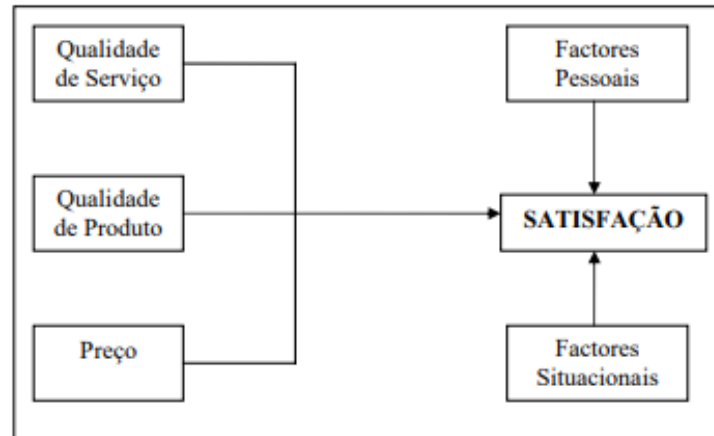 Qualidade
de Serviço
Factores
Pessoais
Qualidade
de Produto
SATISFAÇÃO
Preço
Factores
Situacionais